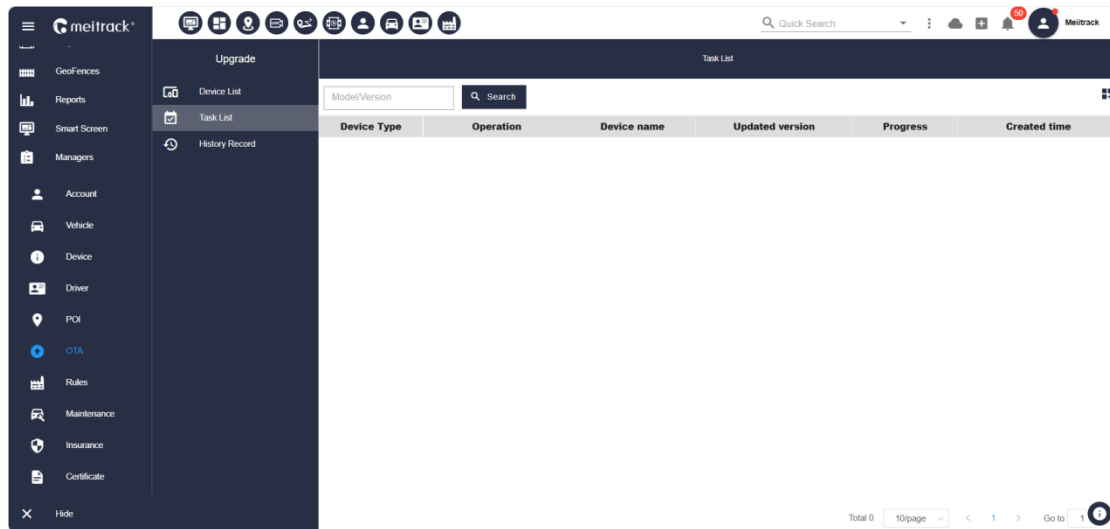 meitrack®
Quick Search
50
Meiitrack
GeoFences
Reports
Smart Screen
Managers
Account
Vehicle
Device
Driver
POI
OTA
Rules
Maintenance
Insurance
Certificate
Hide
Upgrade
Device List
Task List
History Record
Task List
Model/Version
Search
Device Type Operation Device name Updated version Progress Created time
Total 0 10/page < 1 > Go to 1